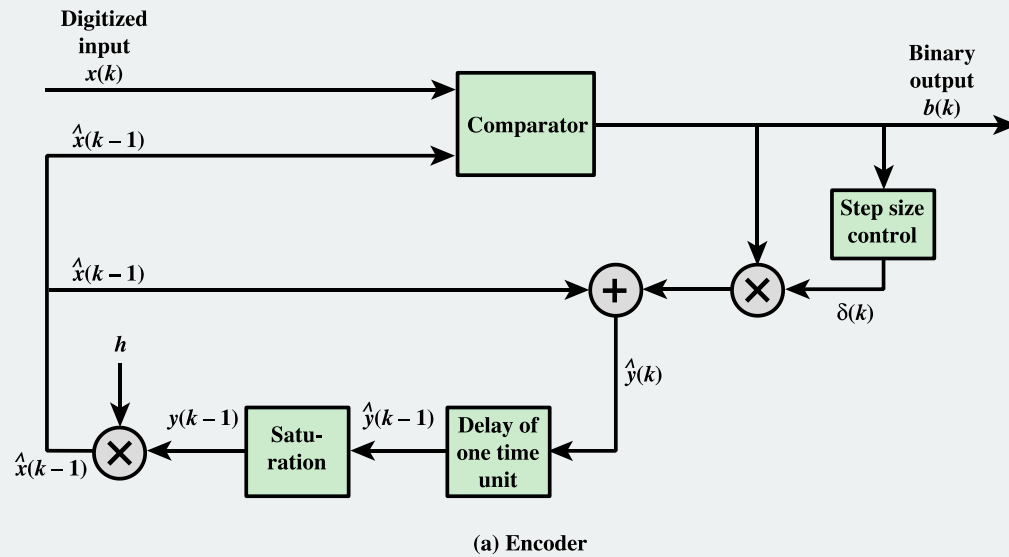 Digitized
input
x(k)
Binary
output
b(k)
Comparator
x̂(k – 1)
Step size
control
x̂(k – 1)
+
×
δ(k)
h
ŷ(k)
y(k – 1)
ŷ(k – 1)
Satu-
ration
Delay of
one time
unit
×
x̂(k – 1)
(a) Encoder